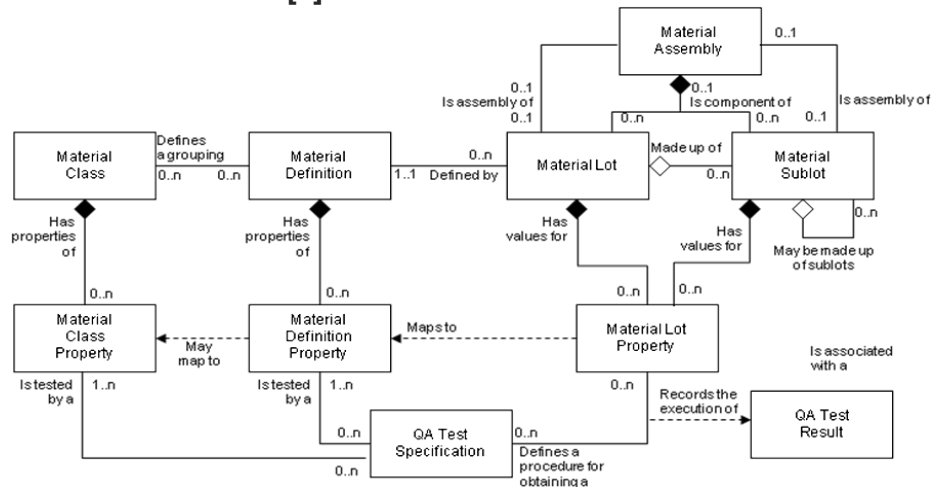 Material
Assembly
0..1
0..1
0..1
Is assembly of
Is component of
Is assembly of
0..1
0..n
0..n
0..1
Material
Class
Defines
a grouping
0..n
0..n
Material
Definition
1..1
0..n
Defined by
Material Lot
Made up of
0..n
Material
Sublot
0..n
May be made up
of sublots
Has
properties
of
0..n
Has
properties
of
0..n
Has
values for
0..n
Has
values for
0..n
Material
Class
Property
May
map to
Material
Definition
Property
Maps to
Material Lot
Property
Is associated
with a
Is tested
by a
1..n
Is tested
by a
1..n
0..n
Records the
execution of
QA Test
Result
0..n
0..n
QA Test
Specification
0..n
Defines a
procedure for
obtaining a